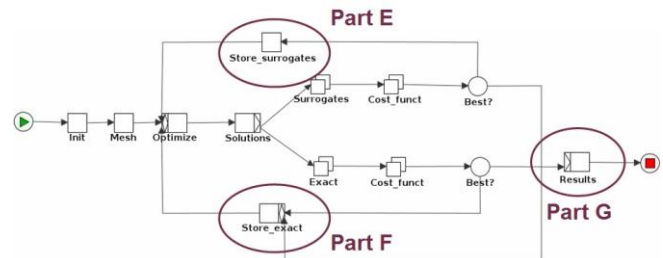 Part E
Store_surrogates
Surrogates
Cost_funct
Best?
Init
Mesh
Optimize
Solutions
Exact
Cost_funct
Best?
Results
Part G
Store_exact
Part F